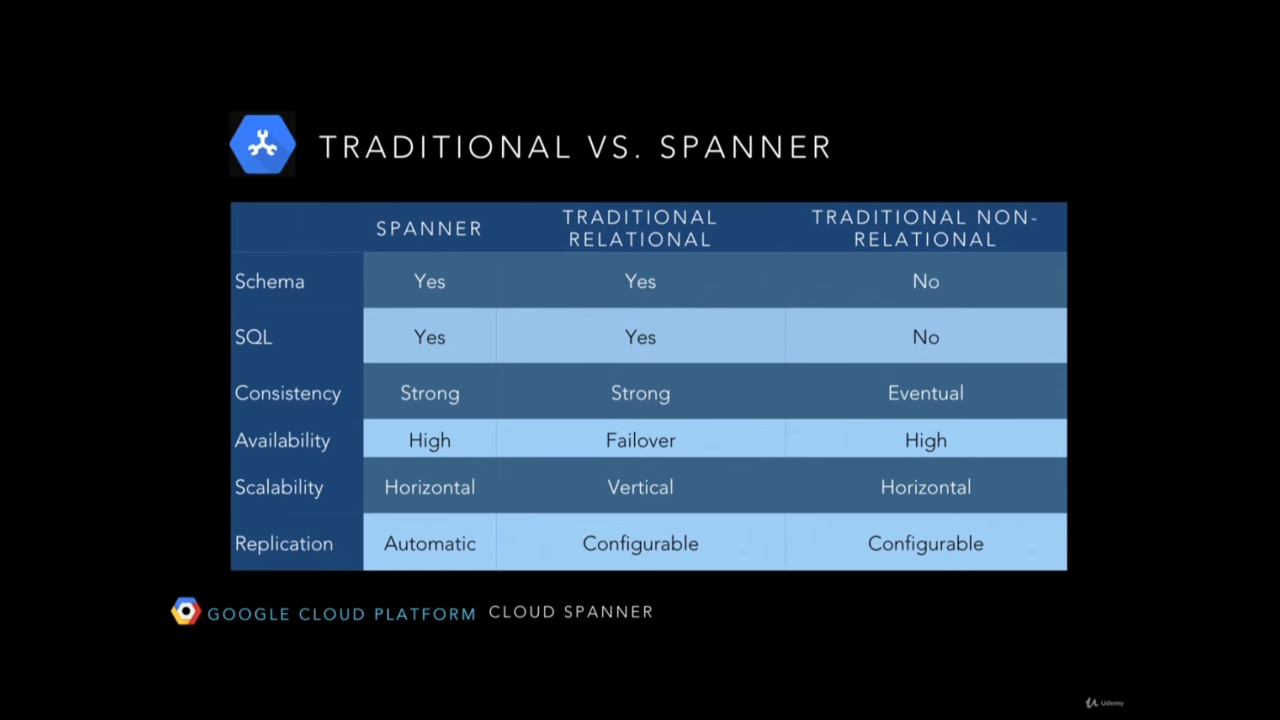 TRADITIONAL VS. SPANNER
SPANNER
TRADITIONAL
RELATIONAL
TRADITIONAL NON-
RELATIONAL
Schema Yes Yes No
SQL Yes Yes No
Consistency Strong Strong Eventual
Availability High Failover High
Scalability Horizontal Vertical Horizontal
Replication Automatic Configurable Configurable
GOOGLE CLOUD PLATFORM CLOUD SPANNER
Udemy